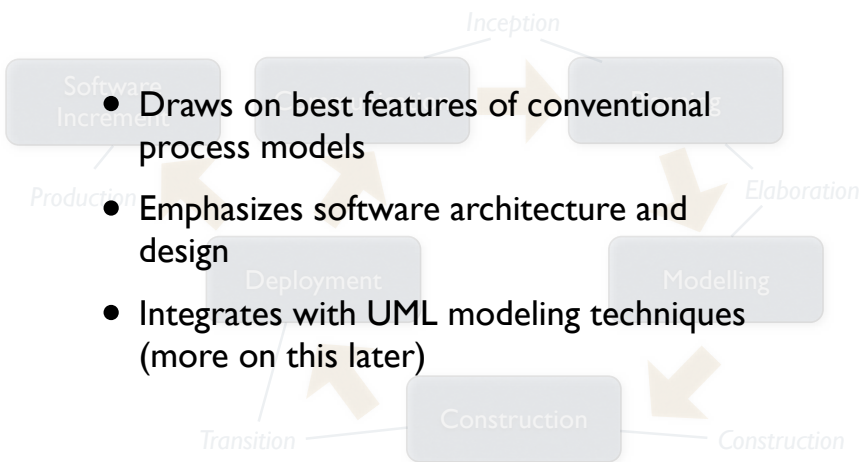 Inception
Software
Increment
• Draws on best features of conventional
process models
Production
Elaboration
• Emphasizes software architecture and
design
Deployment
Modelling
• Integrates with UML modeling techniques
(more on this later)
Construction
Transition
Construction